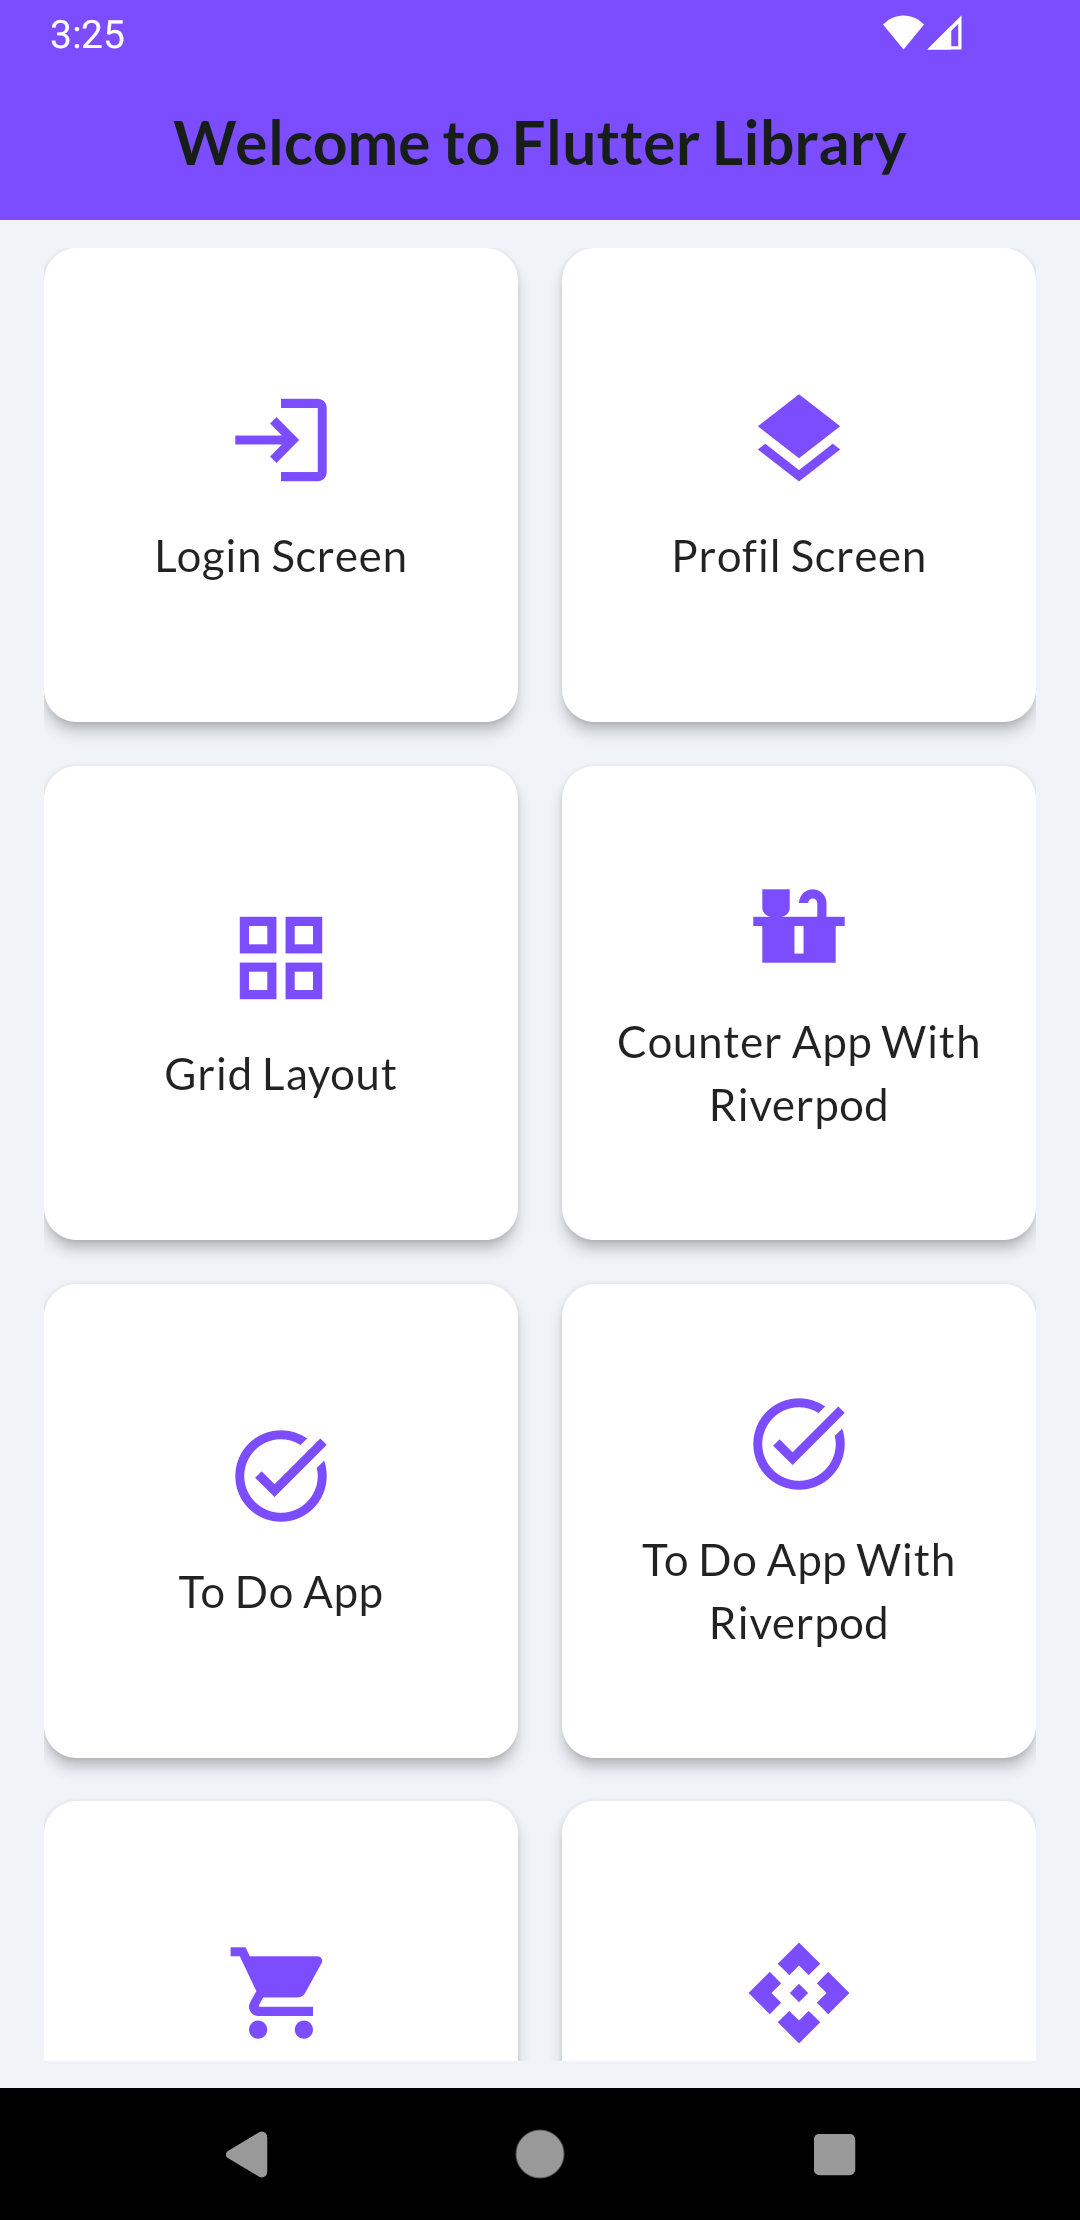 3:25
Welcome to Flutter Library
Login Screen
Profil Screen
Grid Layout
Counter App With
Riverpod
To Do App
To Do App With
Riverpod